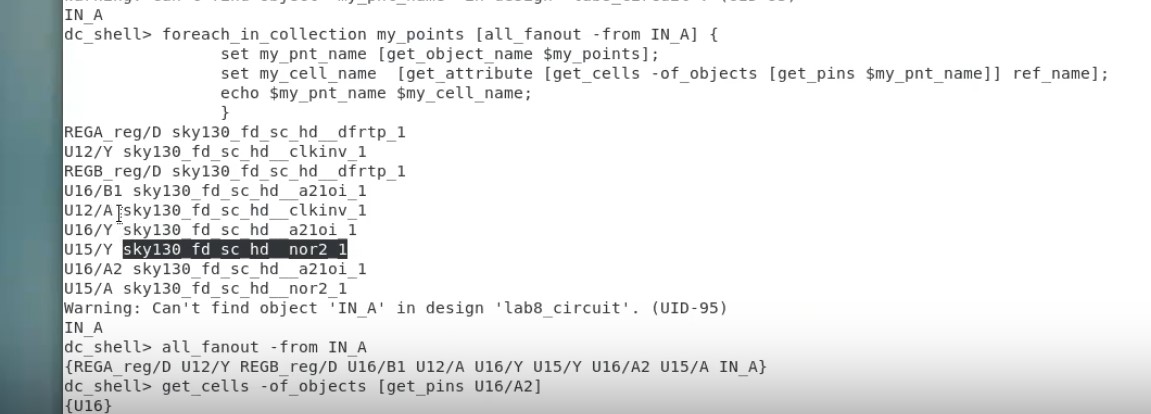 IN_A
dc_shell> foreach_in_collection my_points [all_fanout -from IN_A] {
set my_pnt_name [get_object_name $my_points];
set my_cell_name [get_attribute [get_cells -of_objects [get_pins $my_pnt_name]] ref_name];
echo $my_pnt_name $my_cell_name;
}
REGA_reg/D sky130_fd_sc_hd__dfrtp_1
U12/Y sky130_fd_sc_hd__clkinv_1
REGB_reg/D sky130_fd_sc_hd__dfrtp_1
U16/B1 sky130_fd_sc_hd__a21oi_1
U12/A sky130_fd_sc_hd__clkinv_1
U16/Y sky130_fd_sc_hd__a21oi_1
U15/Y sky130_fd_sc_hd__nor2_1
U16/A2 sky130_fd_sc_hd__a21oi_1
U15/A sky130_fd_sc_hd__nor2_1
Warning: Can't find object 'IN_A' in design 'lab8_circuit'. (UID-95)
IN_A
dc_shell> all_fanout -from IN_A
{REGA_reg/D U12/Y REGB_reg/D U16/B1 U12/A U16/Y U15/Y U16/A2 U15/A IN_A}
dc_shell> get_cells -of_objects [get_pins U16/A2]
{U16}